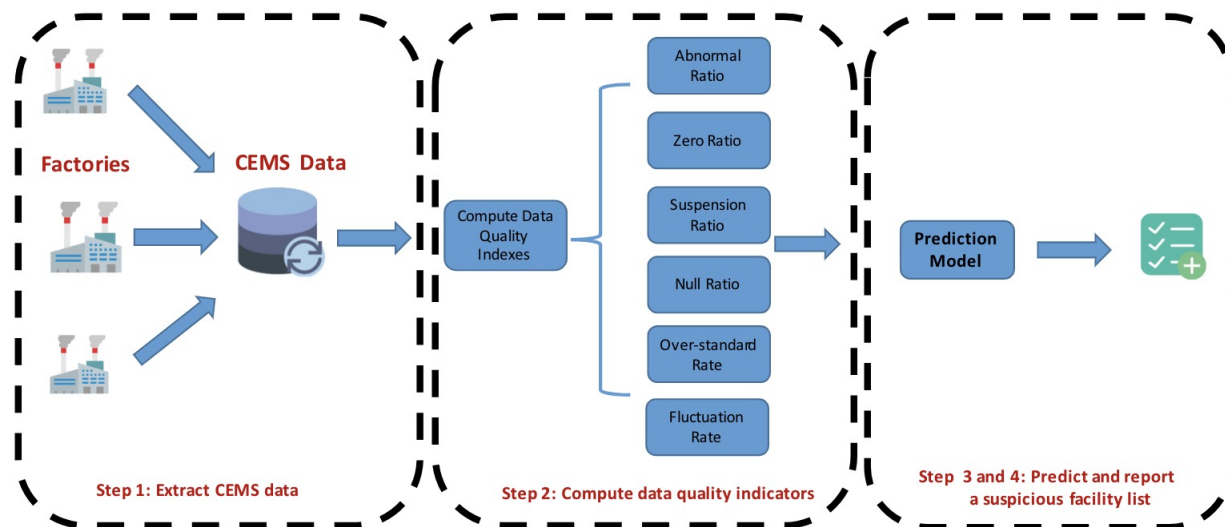 Factories
CEMS Data
Step 1: Extract CEMS data
Compute Data
Quality
Indexes
Abnormal
Ratio
Zero Ratio
Suspension
Ratio
Null Ratio
Over-standard
Rate
Fluctuation
Rate
Step 2: Compute data quality indicators
Prediction
Model
Step 3 and 4: Predict and report
a suspicious facility list